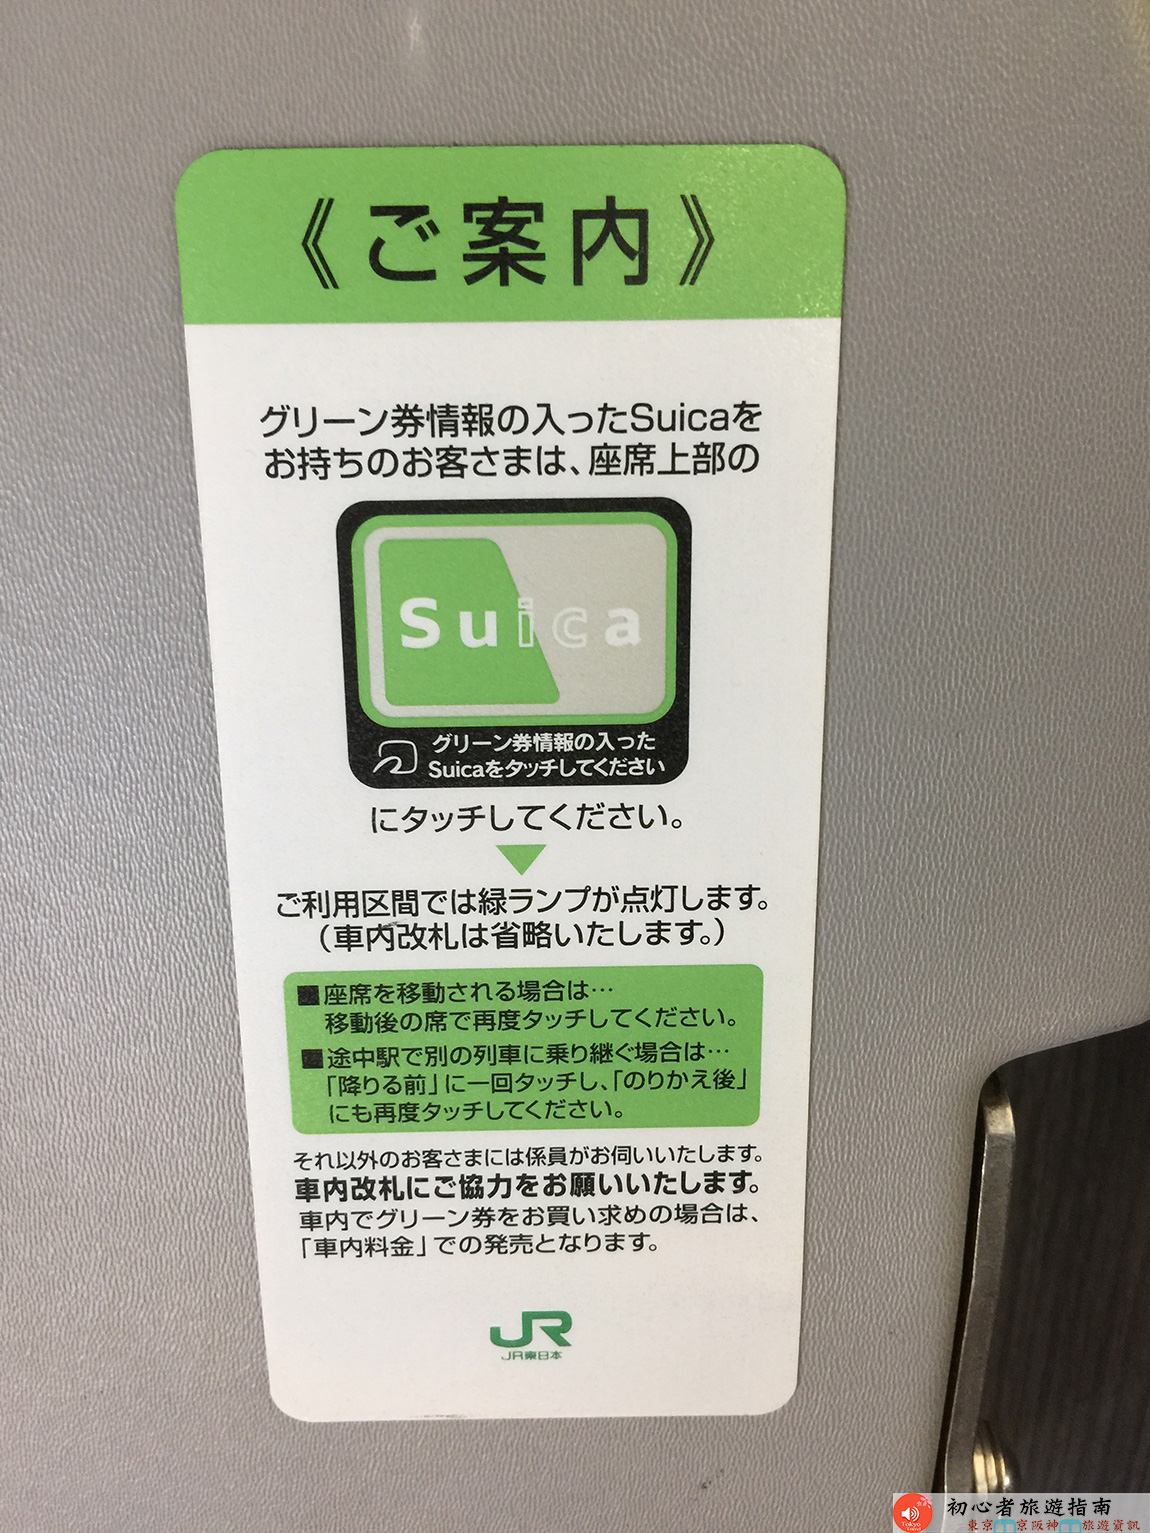 《ご案内》
グリーン券情報の入ったSuicaを
お持ちのお客さまは、座席上部の
Suica
グリーン券情報の入った
Suicaをタッチしてください
にタッチしてください。
ご利用区間では緑ランプが点灯します。
(車内改札は省略いたします。)
■座席を移動される場合は…
移動後の席で再度タッチしてください。
■途中駅で別の列車に乗り継ぐ場合は…
「降りる前」に一回タッチし、「のりかえ後」
にも再度タッチしてください。
それ以外のお客さまには係員がお伺いいたします。
車内改札にご協力をお願いいたします。
車内でグリーン券をお買い求めの場合は、
「車内料金」での発売となります。
JR
JR東日本
初心者旅遊指南
東京 京阪神 旅遊資訊